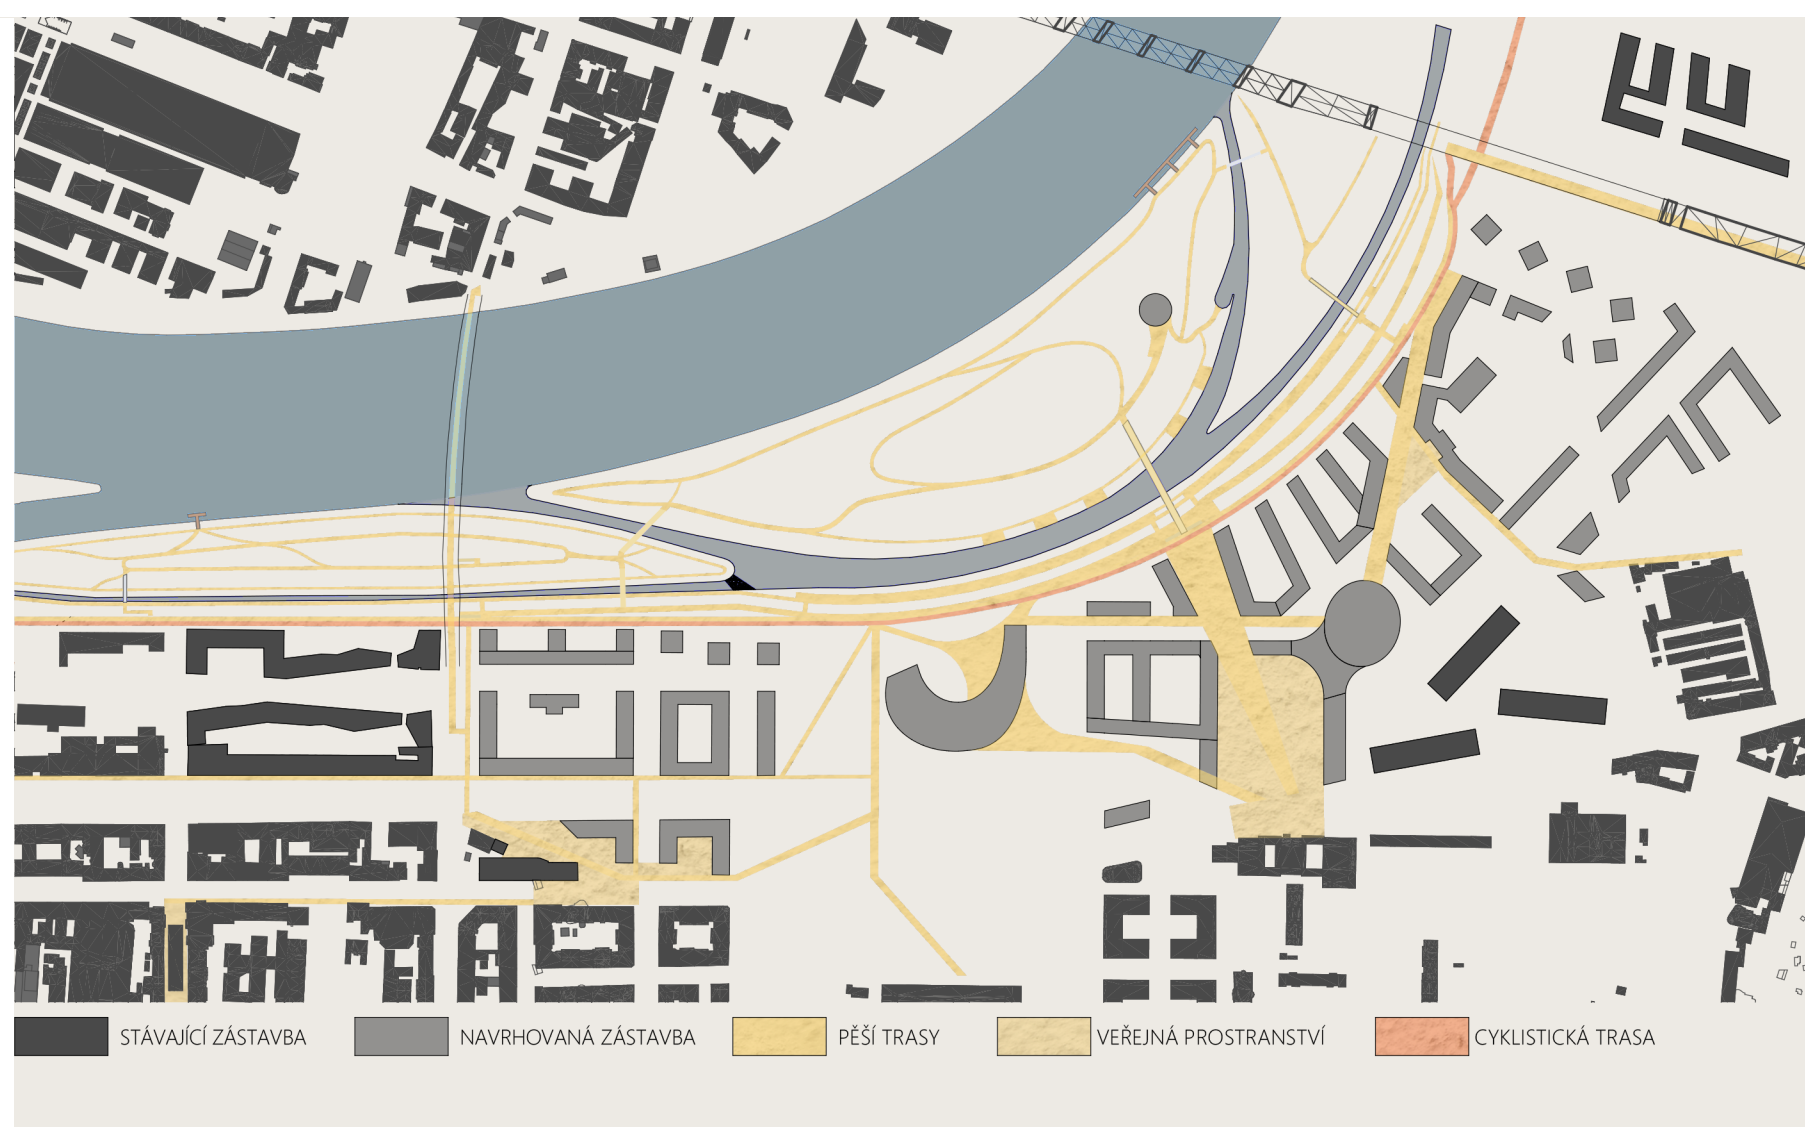 STÁVAJÍCÍ ZÁSTAVBA
NAVRHOVANÁ ZÁSTAVBA
PĚŠÍ TRASY
VEŘEJNÁ PROSTRANSTVÍ
CYKLISTICKÁ TRASA